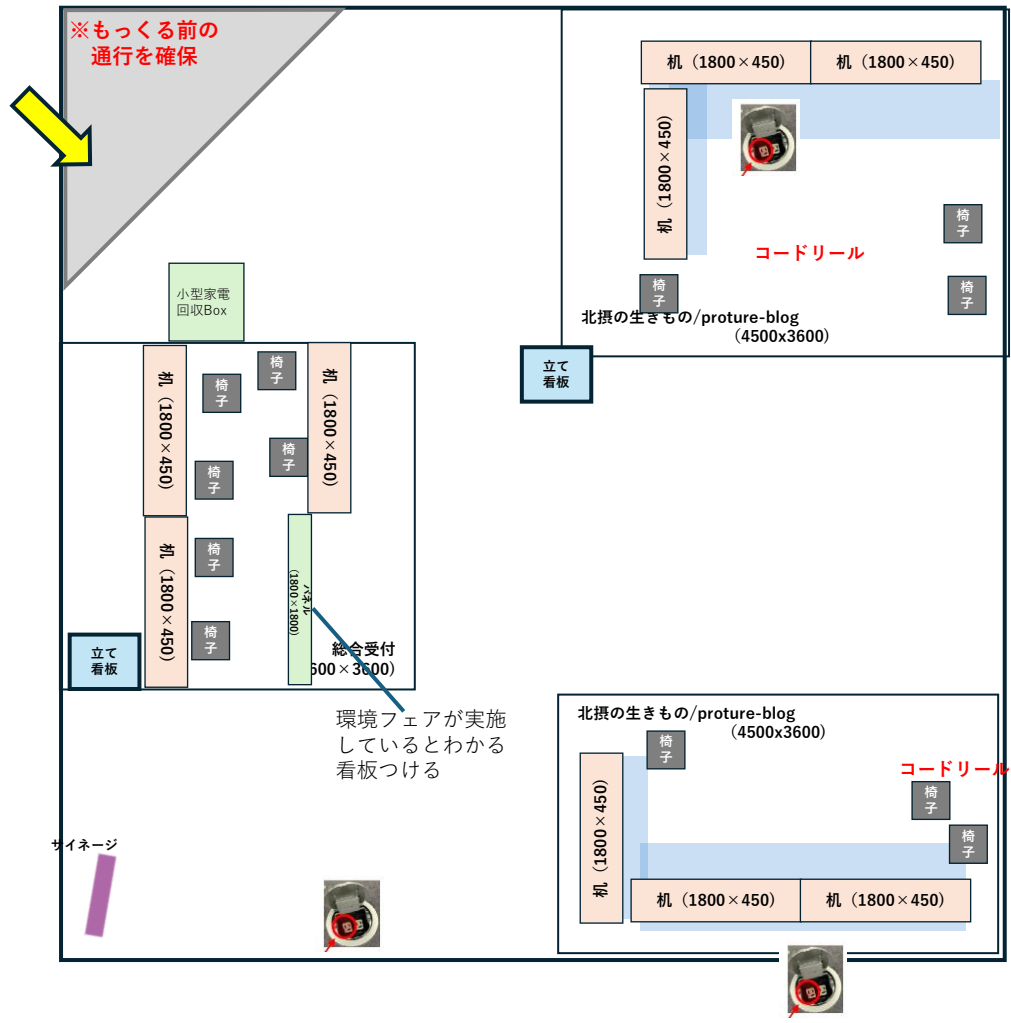 ※もっくる前の
通行を確保
机（1800×450）
机（1800×450）
机（1800×450）
椅
子
コードリール
椅
子
椅
子
北摂の生きもの/proture-blog
（4500x3600）
小型家電
回収Box
立て
看板
机（1800×450）
椅
子
椅
子
机（1800×450）
椅
子
椅
子
机（1800×450）
椅
子
椅
子
パネル
（1800×1800）
立て
看板
総合受付
600×3600）
環境フェアが実施
しているとわかる
看板つける
北摂の生きもの/proture-blog
（4500x3600）
椅
子
コードリール
机（1800×450）
椅
子
椅
子
机（1800×450）
机（1800×450）
サイネージ